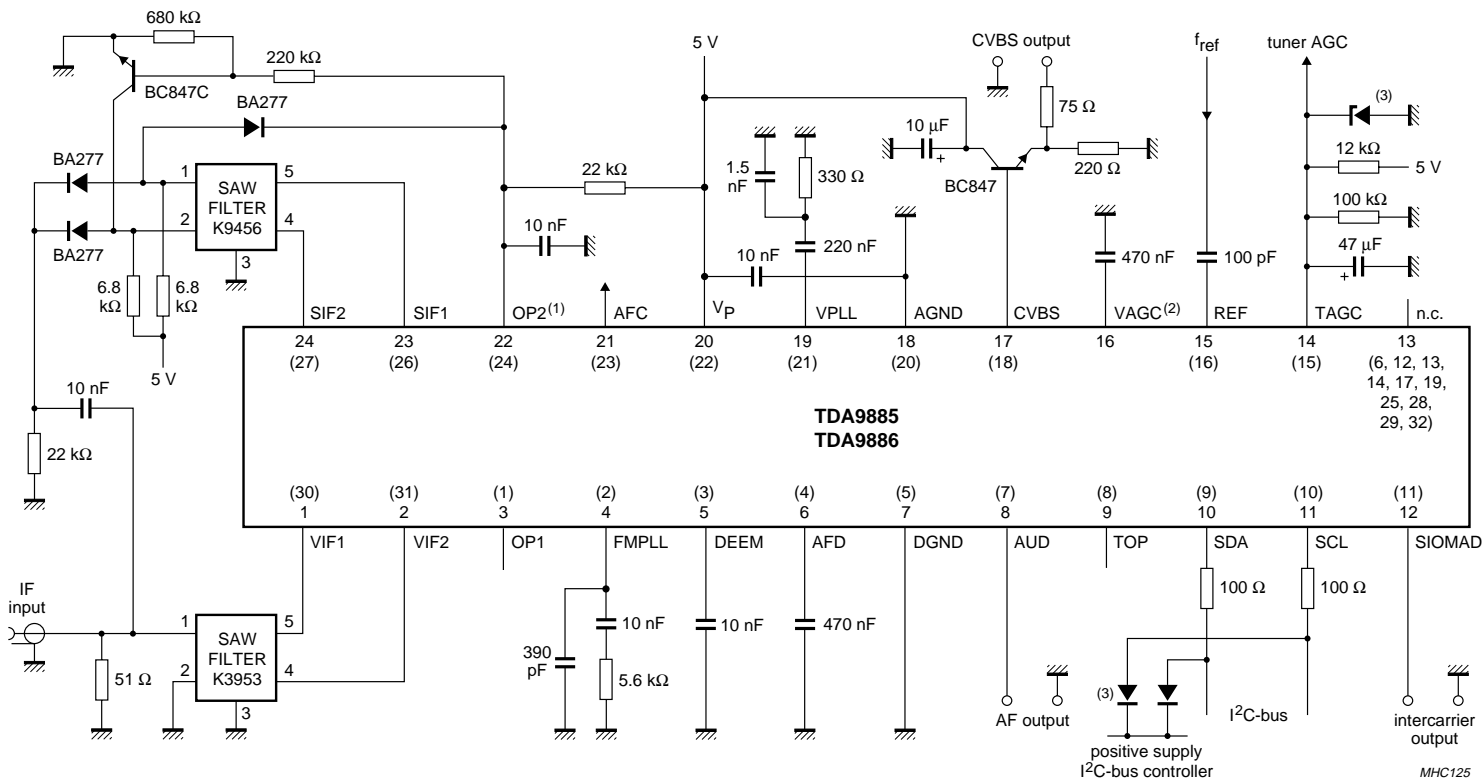 680 kΩ
220 kΩ
BC847C
BA277
BA277
BA277
1
2
3
4
5
SAW
FILTER
K9456
6.8
kΩ
6.8
kΩ
5 V
10 nF
22 kΩ
22 kΩ
10 nF
5 V
10 nF
1.5
nF
330 Ω
220 nF
10 µF
+
BC847
CVBS output
75 Ω
220 Ω
470 nF
fref
100 pF
tuner AGC
(3)
12 kΩ
5 V
100 kΩ
47 µF
+
SIF2
SIF1
OP2(1)
AFC
VP
VPLL
AGND
CVBS
VAGC(2)
REF
TAGC
n.c.
24
23
22
21
20
19
18
17
16
15
14
13
(27)
(26)
(24)
(23)
(22)
(21)
(20)
(18)
(16)
(15)
(6, 12, 13,
14, 17, 19,
25, 28,
29, 32)
TDA9885
TDA9886
(30)
(31)
(1)
(2)
(3)
(4)
(5)
(7)
(8)
(9)
(10)
(11)
1
2
3
4
5
6
7
8
9
10
11
12
VIF1
VIF2
OP1
FMPLL
DEEM
AFD
DGND
AUD
TOP
SDA
SCL
SIOMAD
IF
input
51 Ω
1
2
3
4
5
SAW
FILTER
K3953
390
pF
10 nF
5.6 kΩ
10 nF
470 nF
AF output
100 Ω
100 Ω
(3)
I2C-bus
positive supply
I2C-bus controller
intercarrier
output
MHC125